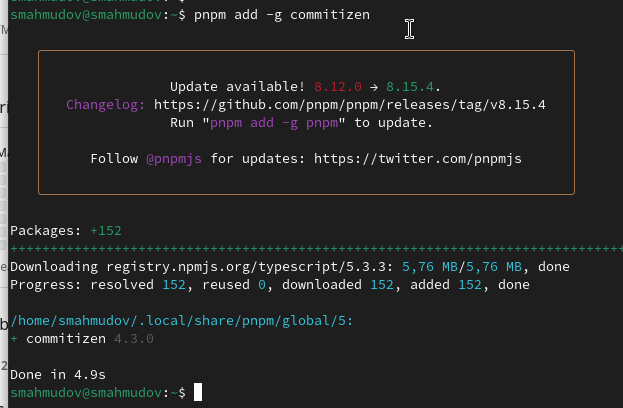 smahmudov@smahmudov:~$ pnpm add -g commitizen
Update available! 8.12.0 → 8.15.4.
Changelog: https://github.com/pnpm/pnpm/releases/tag/v8.15.4
Run "pnpm add -g pnpm" to update.
Follow @pnpmjs for updates: https://twitter.com/pnpmjs
Packages: +152
++++++++++++++++++++++++++++++++++++++++++++++++++++++++++++++++++++++++++++
Downloading registry.npmjs.org/typescript/5.3.3: 5,76 MB/5,76 MB, done
Progress: resolved 152, reused 0, downloaded 152, added 152, done
/home/smahmudov/.local/share/pnpm/global/5:
+ commitizen 4.3.0
Done in 4.9s
smahmudov@smahmudov:~$